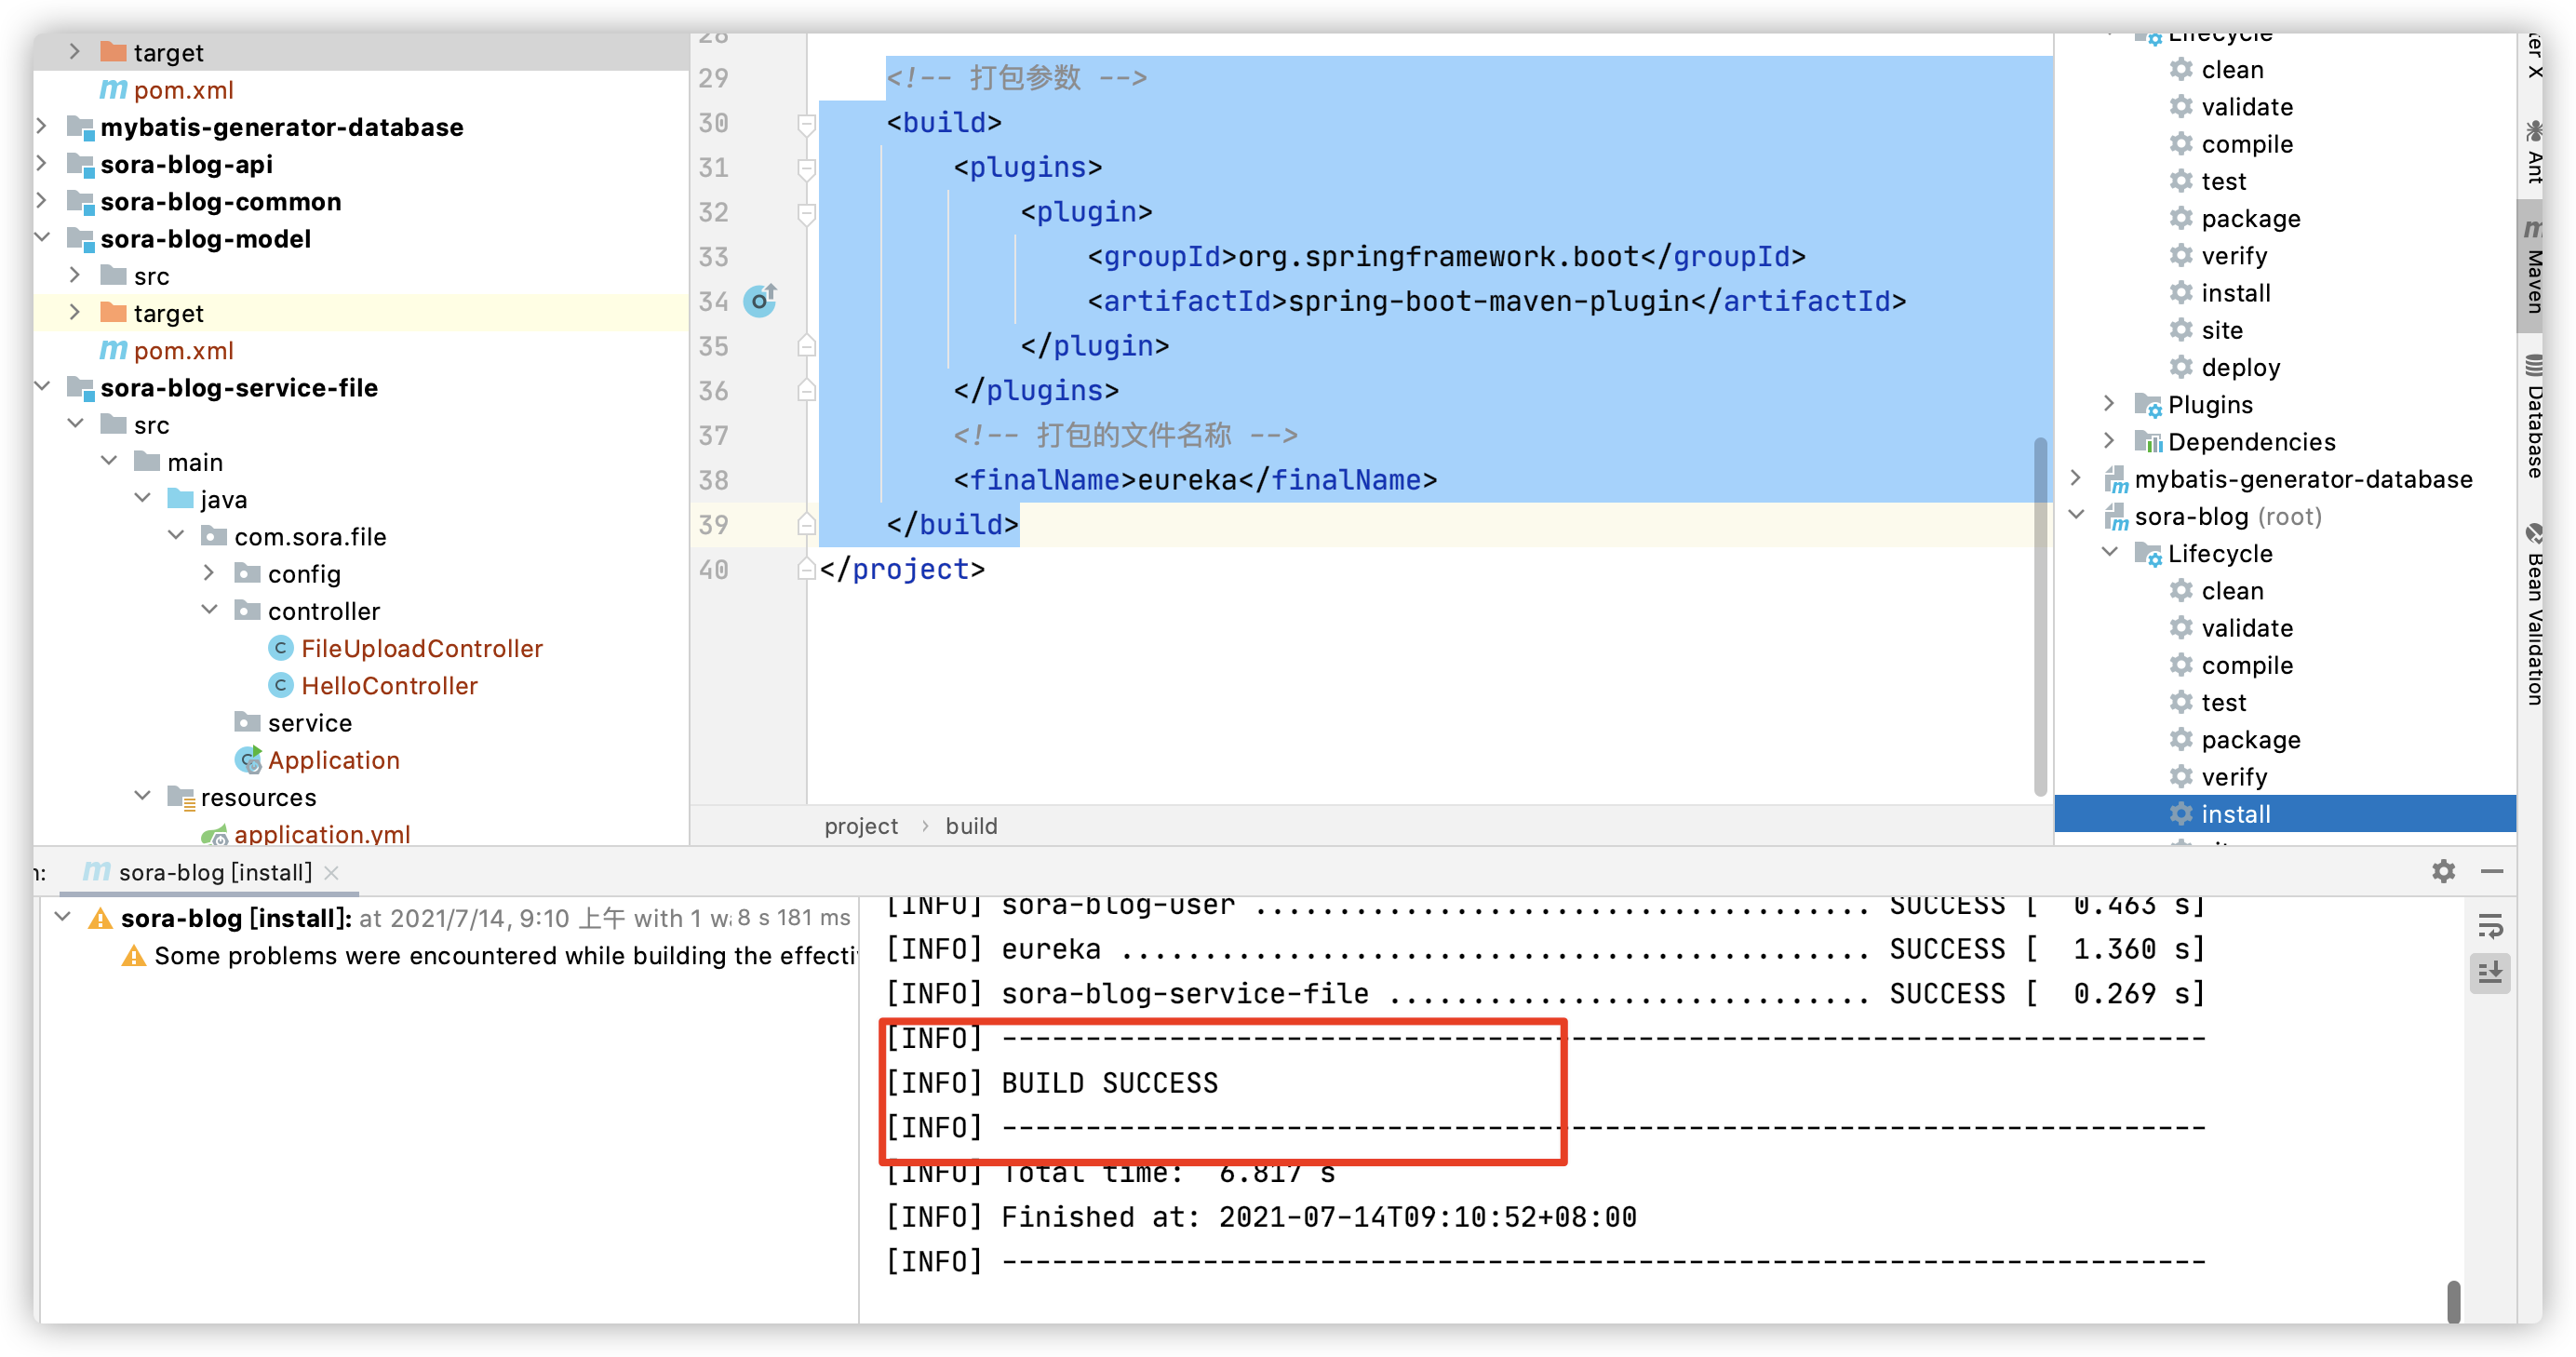 target
pom.xml
mybatis-generator-database
sora-blog-api
sora-blog-common
sora-blog-model
src
target
pom.xml
sora-blog-service-file
src
main
java
com.sora.file
config
controller
FileUploadController
HelloController
service
Application
resources
application.yml
28
29 <!-- 打包参数 -->
30 <build>
31 <plugins>
32 <plugin>
33 <groupId>org.springframework.boot</groupId>
34 <artifactId>spring-boot-maven-plugin</artifactId>
35 </plugin>
36 </plugins>
37 <!-- 打包的文件名称 -->
38 <finalName>eureka</finalName>
39 </build>
40 </project>
project › build
Lifecycle
clean
validate
compile
test
package
verify
install
site
deploy
Plugins
Dependencies
mybatis-generator-database
sora-blog (root)
Lifecycle
clean
validate
compile
test
package
verify
install
ter X
Ant
Maven
Database
Bean Validation
n: sora-blog [install]
sora-blog [install]: at 2021/7/14, 9:10 上午 with 1 w 8 s 181 ms
Some problems were encountered while building the effecti
[INFO] sora-blog-user ..................................... SUCCESS [  0.463 s]
[INFO] eureka ............................................. SUCCESS [  1.360 s]
[INFO] sora-blog-service-file ............................. SUCCESS [  0.269 s]
[INFO] ------------------------------------------------------------------------
[INFO] BUILD SUCCESS
[INFO] ------------------------------------------------------------------------
[INFO] Total time:  6.817 s
[INFO] Finished at: 2021-07-14T09:10:52+08:00
[INFO] ------------------------------------------------------------------------